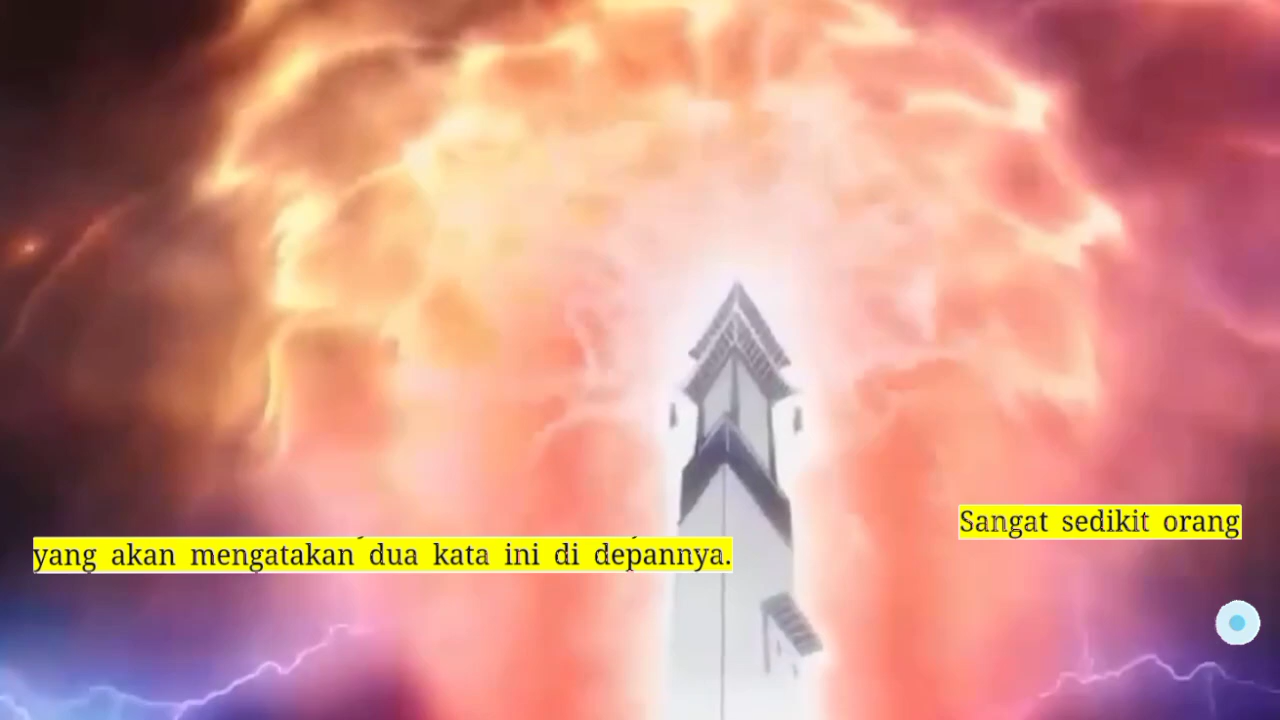 Sangat sedikit orang
yang akan mengatakan dua kata ini di depannya.